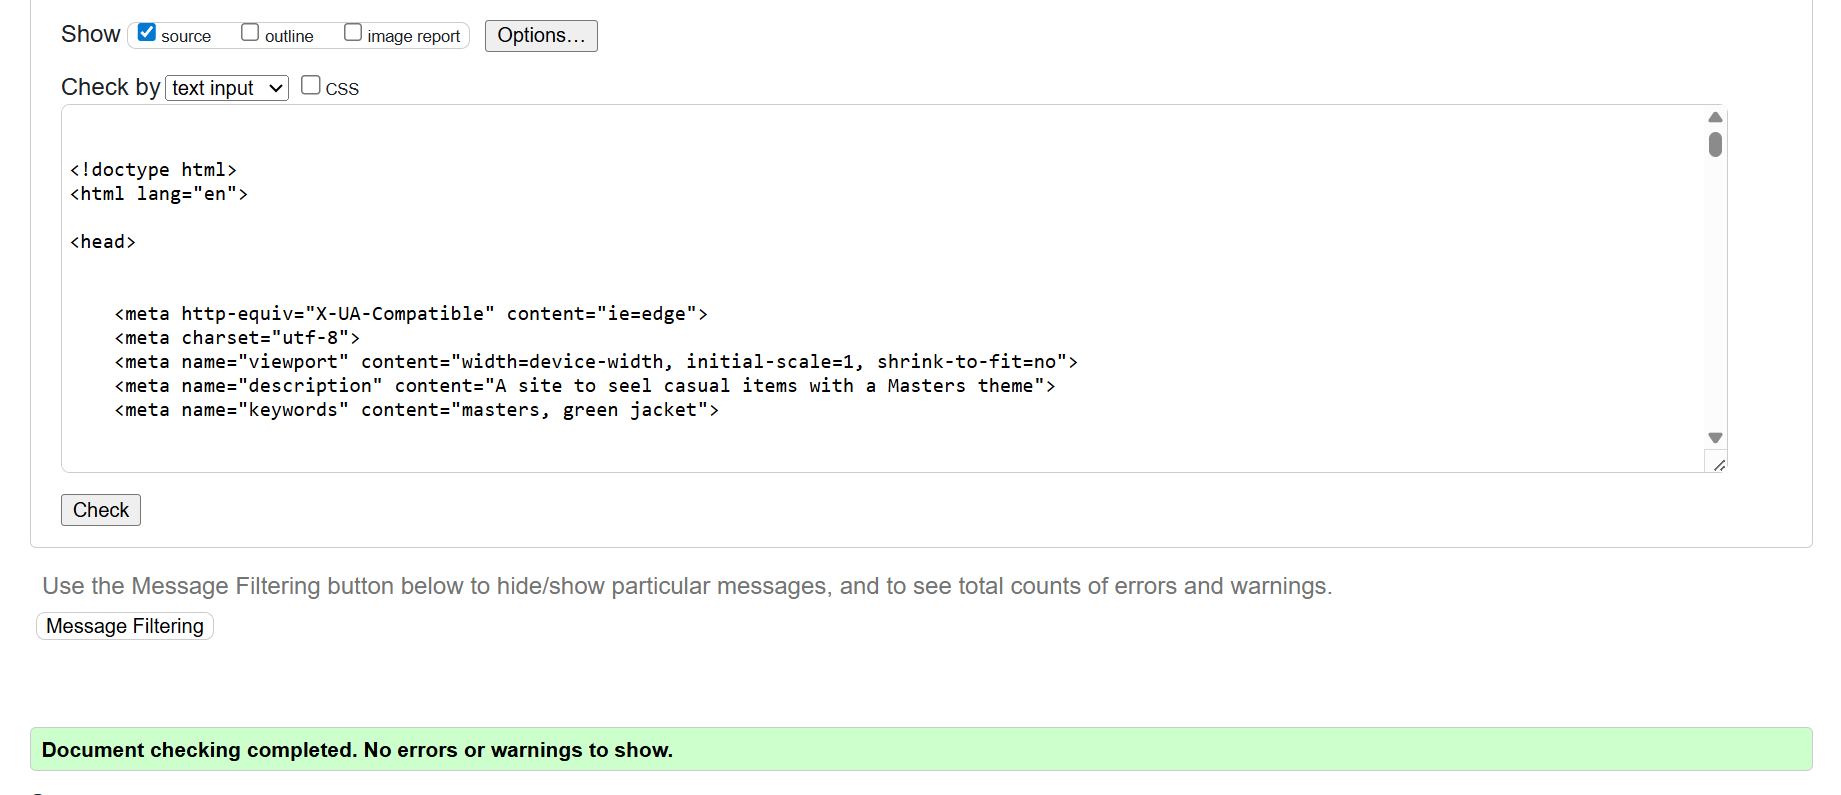 Show source outline image report Options...
Check by text input CSS
<!doctype html>
<html lang="en">
<head>
<meta http-equiv="X-UA-Compatible" content="ie=edge">
<meta charset="utf-8">
<meta name="viewport" content="width=device-width, initial-scale=1, shrink-to-fit=no">
<meta name="description" content="A site to seel casual items with a Masters theme">
<meta name="keywords" content="masters, green jacket">
Check
Use the Message Filtering button below to hide/show particular messages, and to see total counts of errors and warnings.
Message Filtering
Document checking completed. No errors or warnings to show.